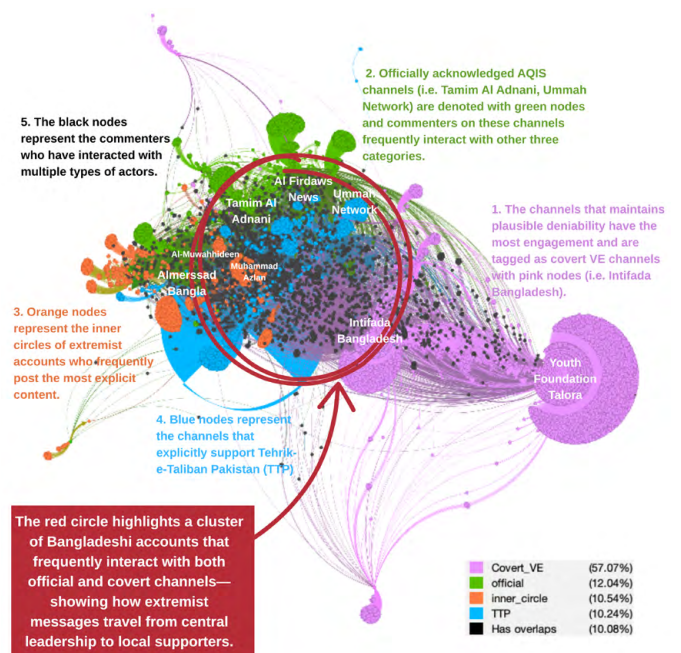 2. Officially acknowledged AQIS
channels (i.e. Tamim Al Adnani, Ummah
Network) are denoted with green nodes
and commenters on these channels
frequently interact with other three
categories.
5. The black nodes
represent the commenters
who have interacted with
multiple types of actors.
Al Firdaws
News
Ummah
Network
Tamim Al
Adnani
1. The channels that maintains
plausible deniability have the
most engagement and are
tagged as covert VE channels
with pink nodes (i.e. Intifada
Bangladesh).
Al-Muwahhideen
Muhammad
Azlan
Almerssad
Bangla
3. Orange nodes
represent the inner
circles of extremist
accounts who frequently
post the most explicit
content.
Intifada
Bangladesh
Youth
Foundation
Talora
4. Blue nodes represent
the channels that
explicitly support Tehrik-
e-Taliban Pakistan (TTP)
The red circle highlights a cluster
of Bangladeshi accounts that
frequently interact with both
official and covert channels—
showing how extremist
messages travel from central
leadership to local supporters.
Covert_VE (57.07%)
official (12.04%)
inner_circle (10.54%)
TTP (10.24%)
Has overlaps (10.08%)